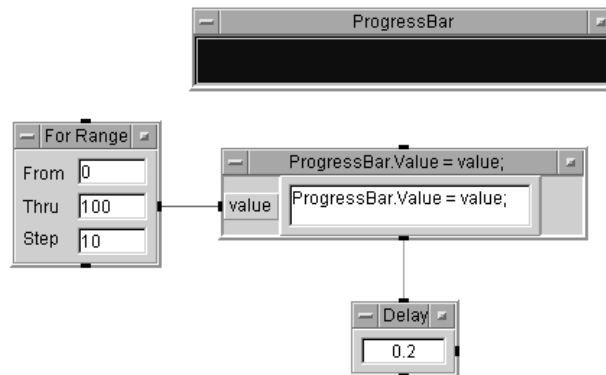 ProgressBar
For Range
From 0
Thru 100
Step 10
ProgressBar.Value = value;
value
ProgressBar.Value = value;
Delay
0.2